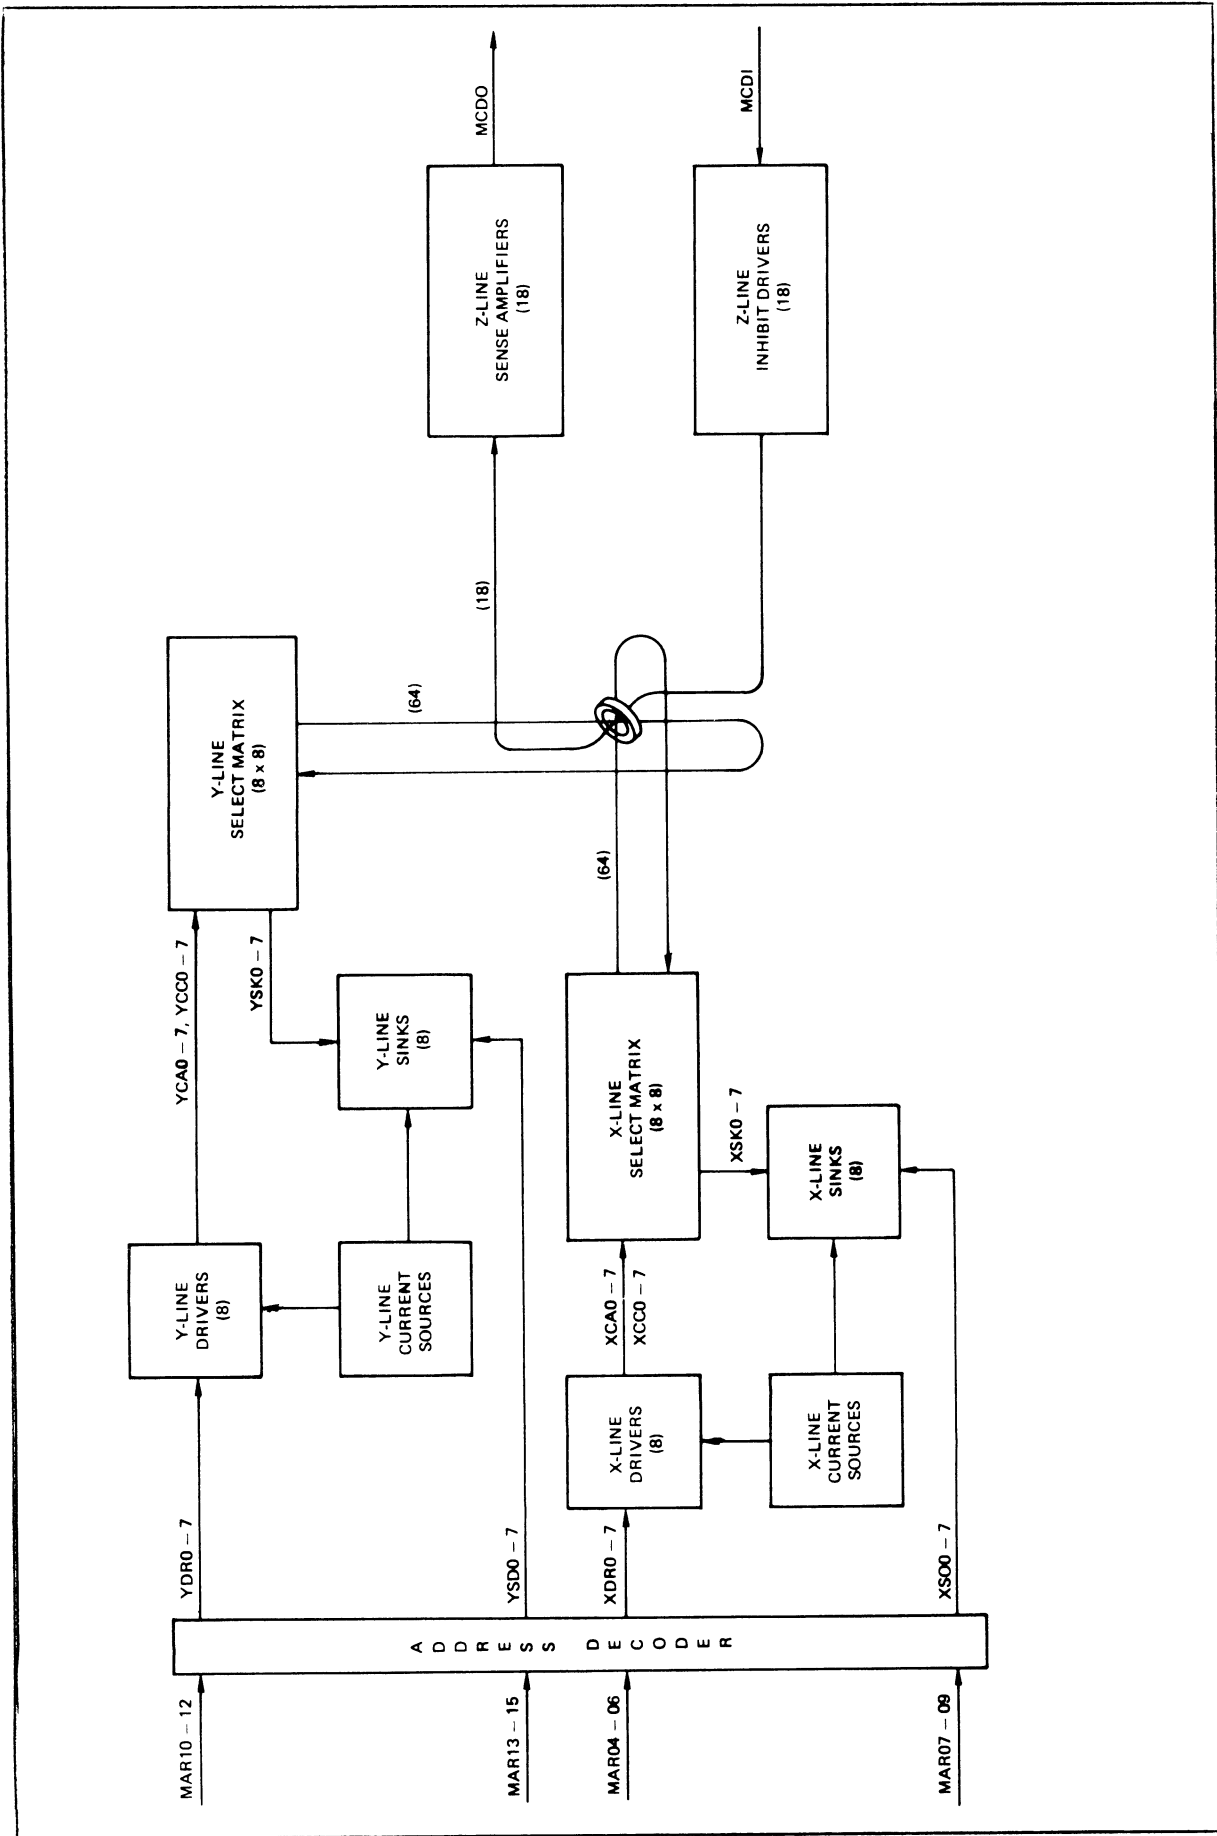 MAR10 – 12
MAR13 – 15
MAR04 – 06
MAR07 – 09
ADDRESS DECODER
YDR0 – 7
YSD0 – 7
XDR0 – 7
XSO0 – 7
Y-LINE
DRIVERS
(8)
Y-LINE
CURRENT
SOURCES
X-LINE
DRIVERS
(8)
X-LINE
CURRENT
SOURCES
YCA0 – 7, YCC0 – 7
YSK0 – 7
Y-LINE
SINKS
(8)
XCA0 – 7
XCC0 – 7
X-LINE
SELECT MATRIX
(8 x 8)
XSK0 – 7
X-LINE
SINKS
(8)
Y-LINE
SELECT MATRIX
(8 x 8)
(64)
(64)
(18)
Z-LINE
SENSE AMPLIFIERS
(18)
Z-LINE
INHIBIT DRIVERS
(18)
MCDO
MCDI